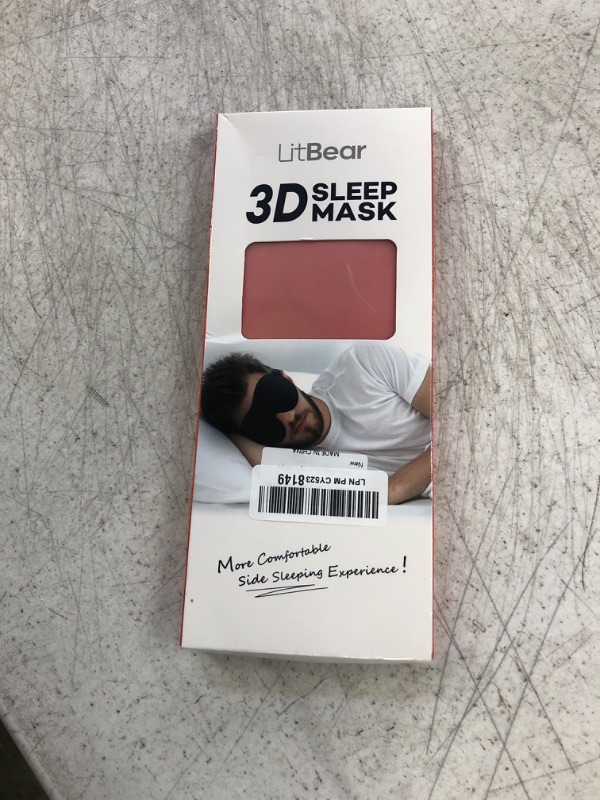 LitBear
3D SLEEP
MASK
MADE IN CHINA
New
LPN PM CY5238149
More Comfortable
Side Sleeping Experience!